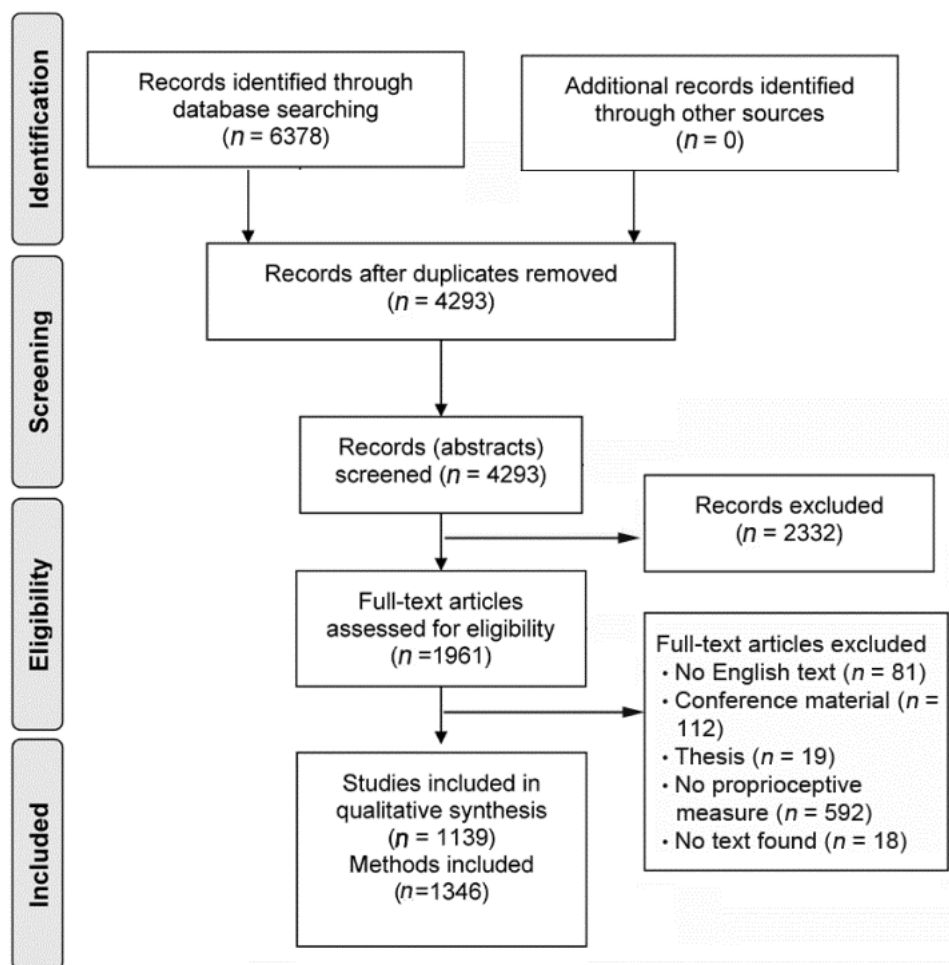 Identification
Records identified through
database searching
(n = 6378)
Additional records identified
through other sources
(n = 0)
Screening
Records after duplicates removed
(n = 4293)
Records (abstracts)
screened (n = 4293)
Records excluded
(n = 2332)
Eligibility
Full-text articles
assessed for eligibility
(n =1961)
Full-text articles excluded
· No English text (n = 81)
· Conference material (n =
112)
· Thesis (n = 19)
· No proprioceptive
measure (n = 592)
· No text found (n = 18)
Included
Studies included in
qualitative synthesis
(n = 1139)
Methods included
(n=1346)